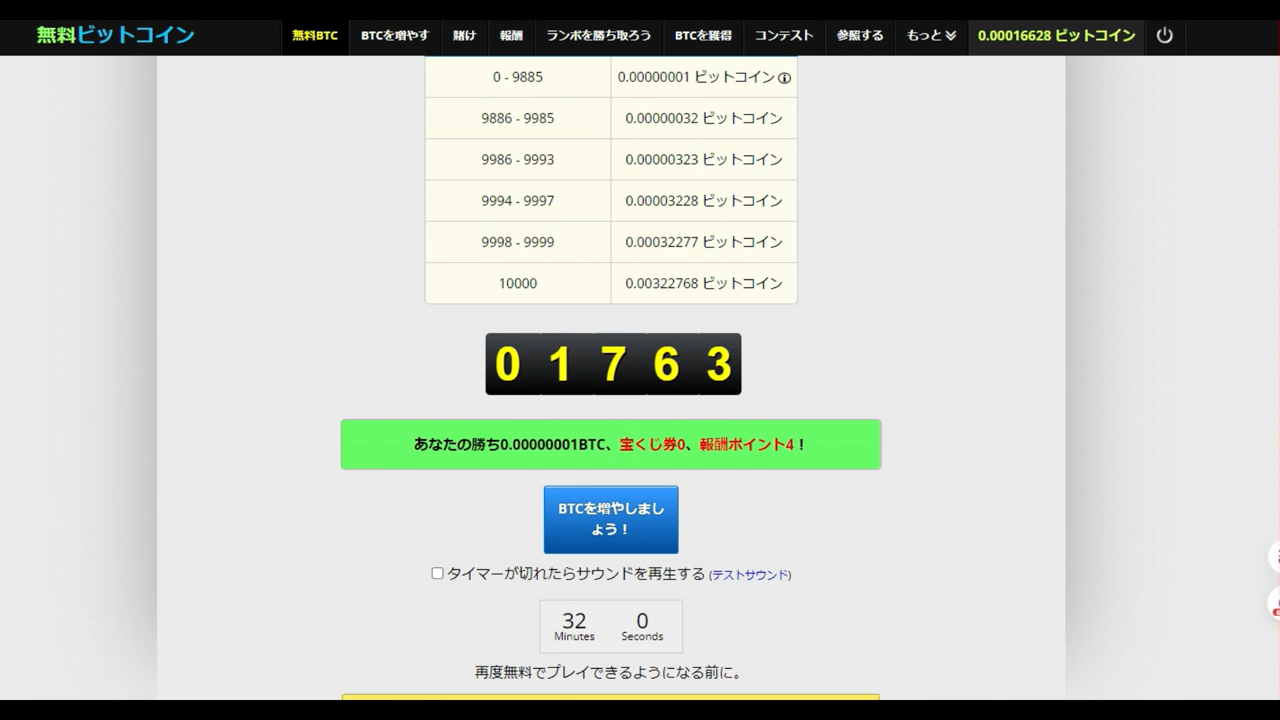 無料ビットコイン 無料BTC BTCを増やす 賭け 報酬 ランボを勝ち取ろう BTCを獲得 コンテスト 参照する もっと 0.00016628 ビットコイン
0 - 9885 0.00000001 ビットコイン
9886 - 9985 0.00000032 ビットコイン
9986 - 9993 0.00000323 ビットコイン
9994 - 9997 0.00003228 ビットコイン
9998 - 9999 0.00032277 ビットコイン
10000 0.00322768 ビットコイン
0 1 7 6 3
あなたの勝ち0.00000001BTC、宝くじ券0、報酬ポイント4！
BTCを増やしまし
ょう！
タイマーが切れたらサウンドを再生する (テストサウンド)
32 0
Minutes Seconds
再度無料でプレイできるようになる前に。